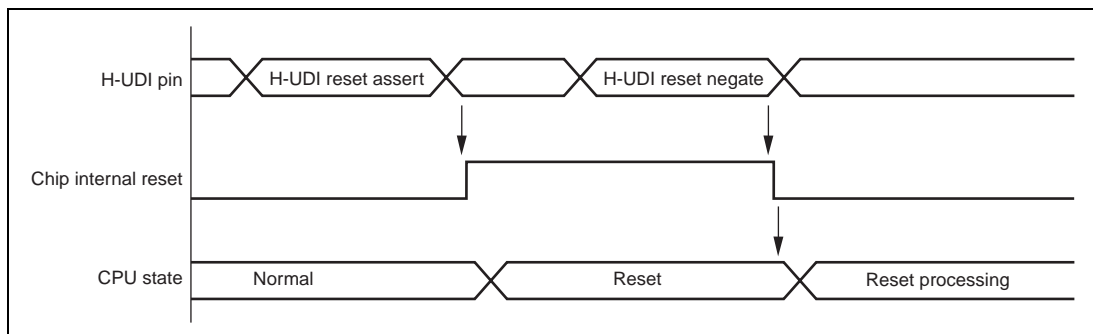 H-UDI pin
H-UDI reset assert
H-UDI reset negate
Chip internal reset
CPU state
Normal
Reset
Reset processing